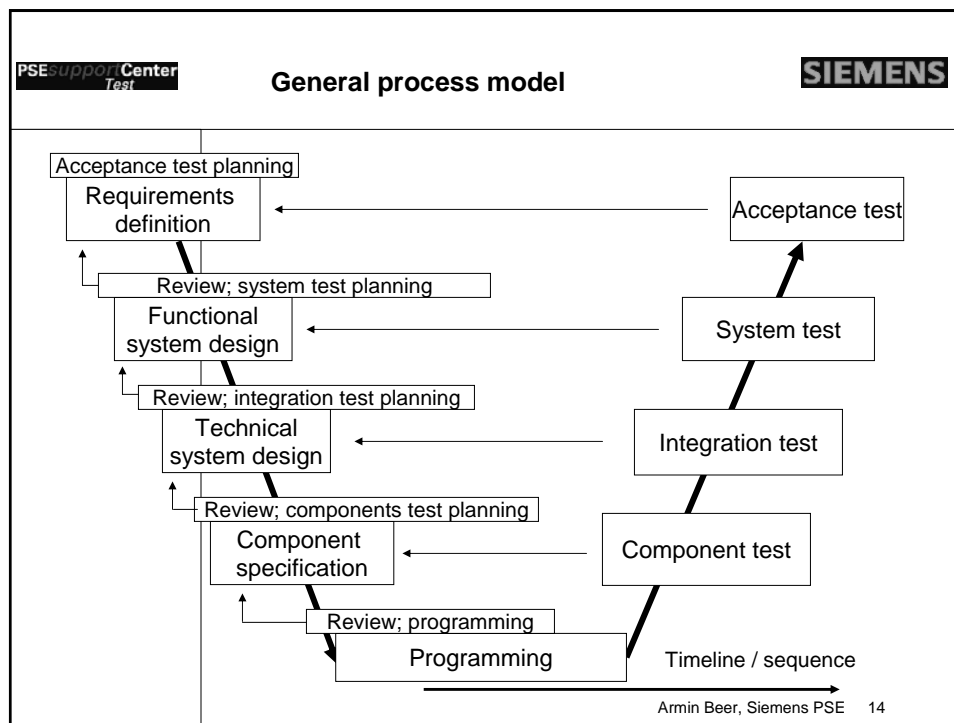 PSEsupportCenter
Test
General process model
SIEMENS
Acceptance test planning
Requirements
definition
Acceptance test
Review; system test planning
Functional
system design
System test
Review; integration test planning
Technical
system design
Integration test
Review; components test planning
Component
specification
Component test
Review; programming
Programming
Timeline / sequence
Armin Beer, Siemens PSE 14